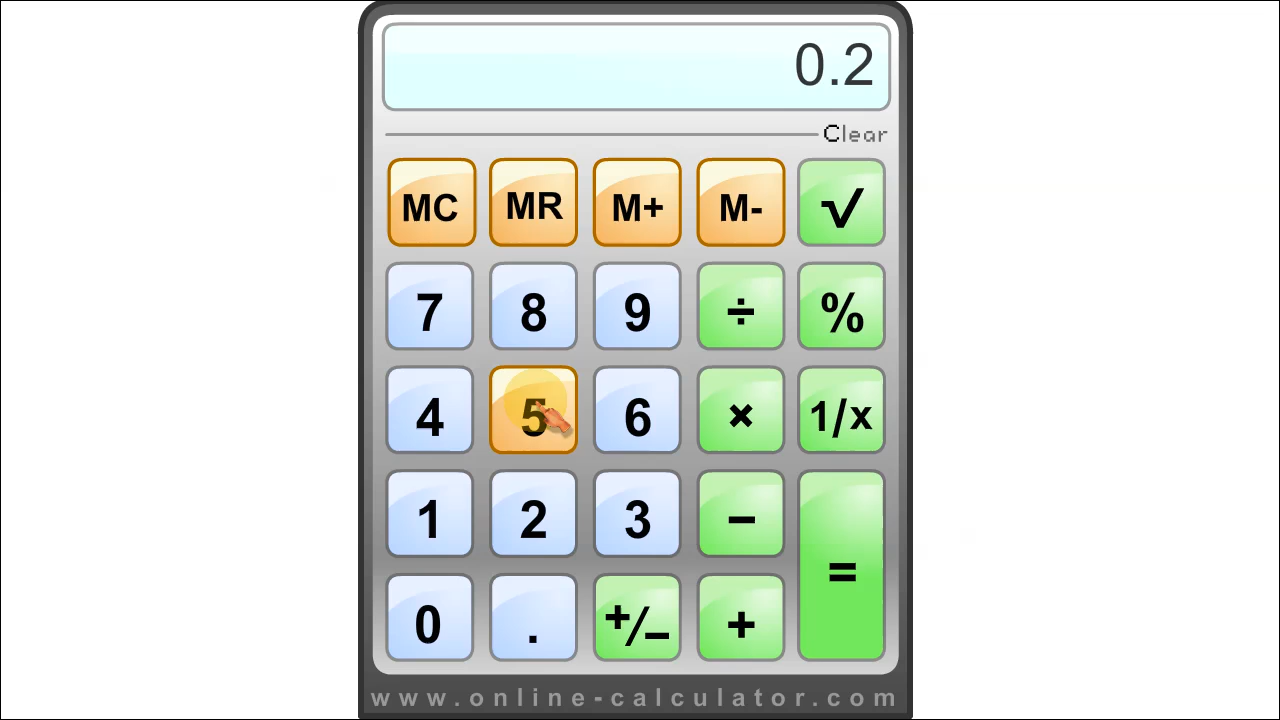 0.2
Clear
MC MR M+ M- √
7 8 9 ÷ %
4 5 6 × 1/x
1 2 3 −
=
0 . +/− +
www.online-calculator.com